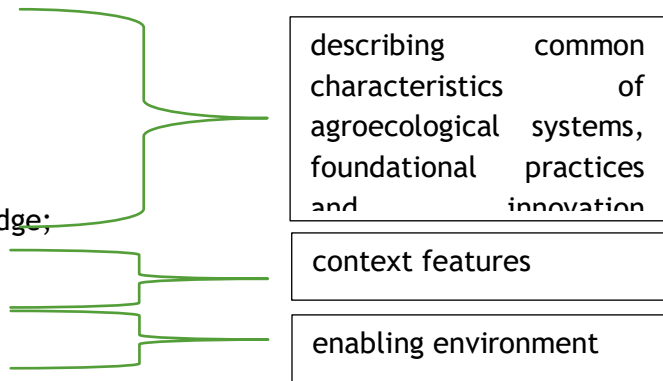 describing common
characteristics of
agroecological systems,
foundational practices
and innovation
dge;
context features
enabling environment